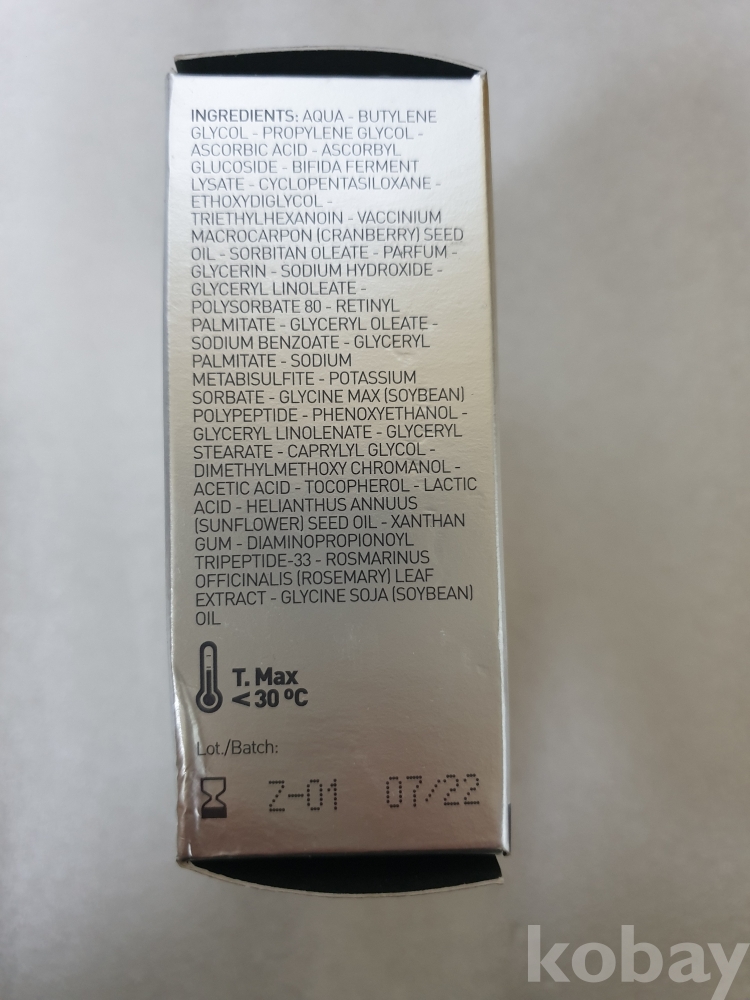 INGREDIENTS: AQUA - BUTYLENE
GLYCOL - PROPYLENE GLYCOL -
ASCORBIC ACID - ASCORBYL
GLUCOSIDE - BIFIDA FERMENT
LYSATE - CYCLOPENTASILOXANE -
ETHOXYDIGLYCOL -
TRIETHYLHEXANOIN - VACCINIUM
MACROCARPON (CRANBERRY) SEED
OIL - SORBITAN OLEATE - PARFUM -
GLYCERIN - SODIUM HYDROXIDE -
GLYCERYL LINOLEATE -
POLYSORBATE 80 - RETINYL
PALMITATE - GLYCERYL OLEATE -
SODIUM BENZOATE - GLYCERYL
PALMITATE - SODIUM
METABISULFITE - POTASSIUM
SORBATE - GLYCINE MAX (SOYBEAN)
POLYPEPTIDE - PHENOXYETHANOL -
GLYCERYL LINOLENATE - GLYCERYL
STEARATE - CAPRYLYL GLYCOL -
DIMETHYLMETHOXY CHROMANOL -
ACETIC ACID - TOCOPHEROL - LACTIC
ACID - HELIANTHUS ANNUUS
(SUNFLOWER) SEED OIL - XANTHAN
GUM - DIAMINOPROPIONOYL
TRIPEPTIDE-33 - ROSMARINUS
OFFICINALIS (ROSEMARY) LEAF
EXTRACT - GLYCINE SOJA (SOYBEAN)
OIL
T. Max
< 30 ºC
Lot./Batch:
Z-01 07/22
kobay